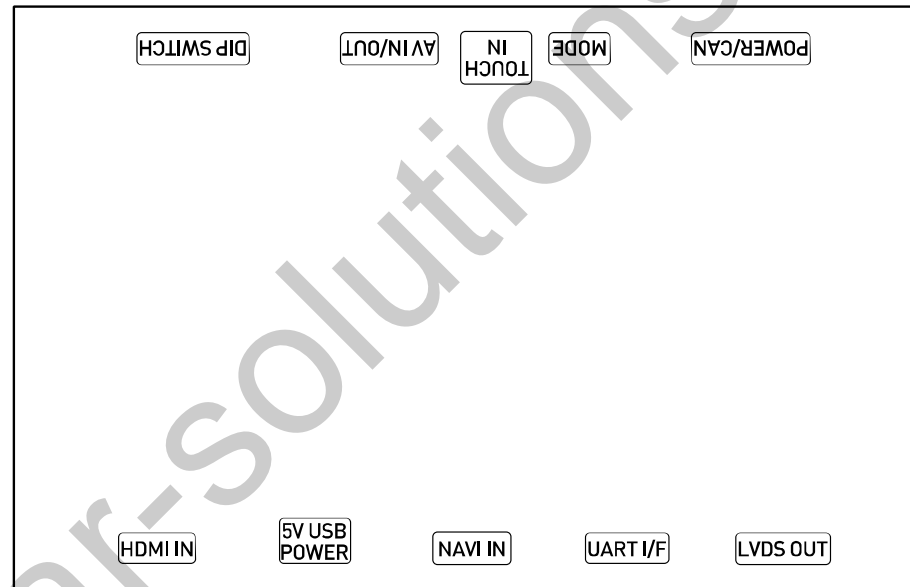 DIP SWITCH
AV IN/OUT
TOUCH
IN
MODE
POWER/CAN
ar-solutions
HDMI IN
5V USB
POWER
NAVI IN
UART I/F
LVDS OUT